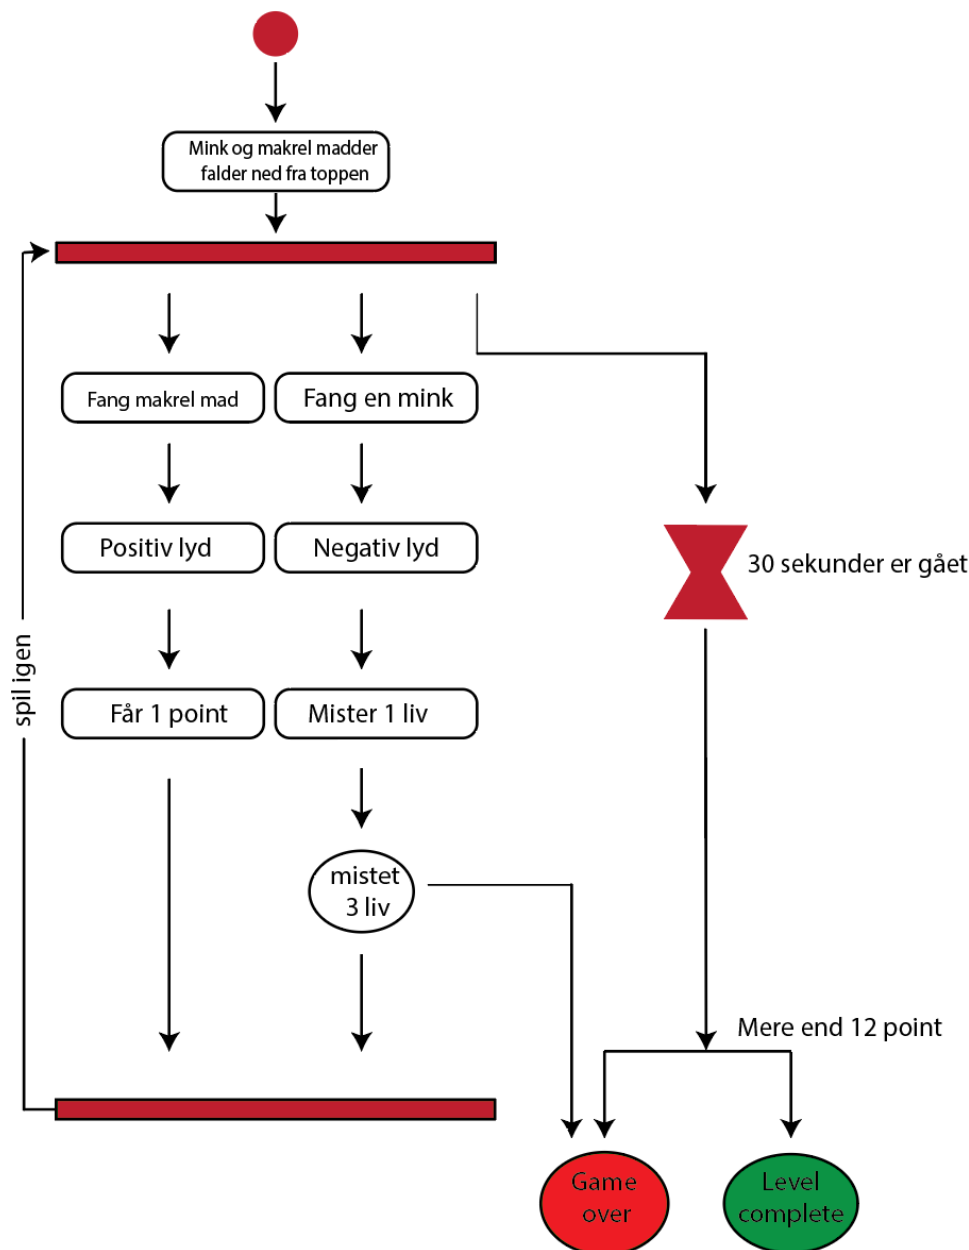 Mink og makrel madder
falder ned fra toppen
Fang makrel mad
Fang en mink
Positiv lyd
Negativ lyd
30 sekunder er gået
spil igen
Får 1 point
Mister 1 liv
mistet
3 liv
Mere end 12 point
Game
over
Level
complete